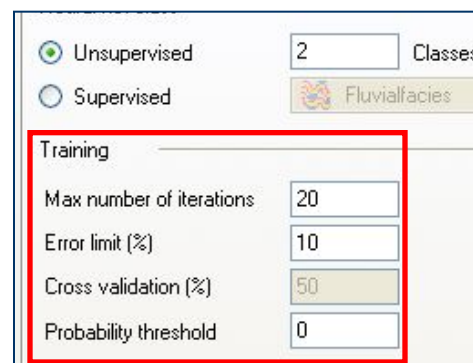 Unsupervised 2 Classes
Supervised Fluvialfacies
Training
Max number of iterations 20
Error limit (%) 10
Cross validation (%) 50
Probability threshold 0